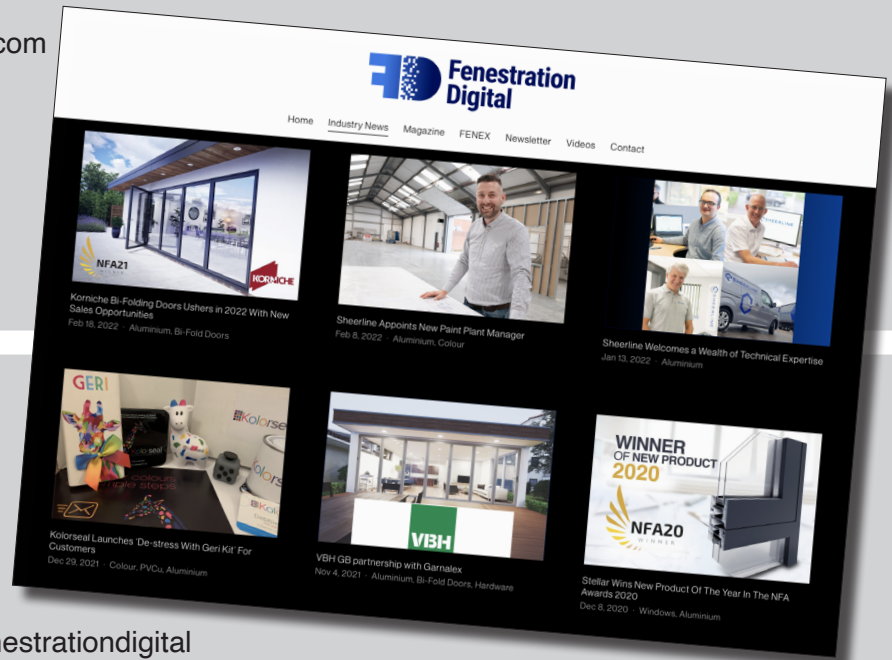 com
Fenestration
Digital
Home Industry News Magazine FENEX Newsletter Videos Contact
NFA21
WINNER
KORNICHE
Korniche Bi-Folding Doors Ushers in 2022 With New
Sales Opportunities
Feb 18, 2022 · Aluminium, Bi-Fold Doors
Sheerline Appoints New Paint Plant Manager
Feb 8, 2022 · Aluminium, Colour
Sheerline Welcomes a Wealth of Technical Expertise
Jan 13, 2022 · Aluminium
GERI
Kolorseal Launches 'De-stress With Geri Kit' For
Customers
Dec 29, 2021 · Colour, PVCu, Aluminium
VBH
VBH GB partnership with Garnalex
Nov 4, 2021 · Aluminium, Bi-Fold Doors, Hardware
WINNER
OF NEW PRODUCT
2020
NFA20
WINNER
Stellar Wins New Product Of The Year In The NFA
Awards 2020
Dec 8, 2020 · Windows, Aluminium
nestrationdigital